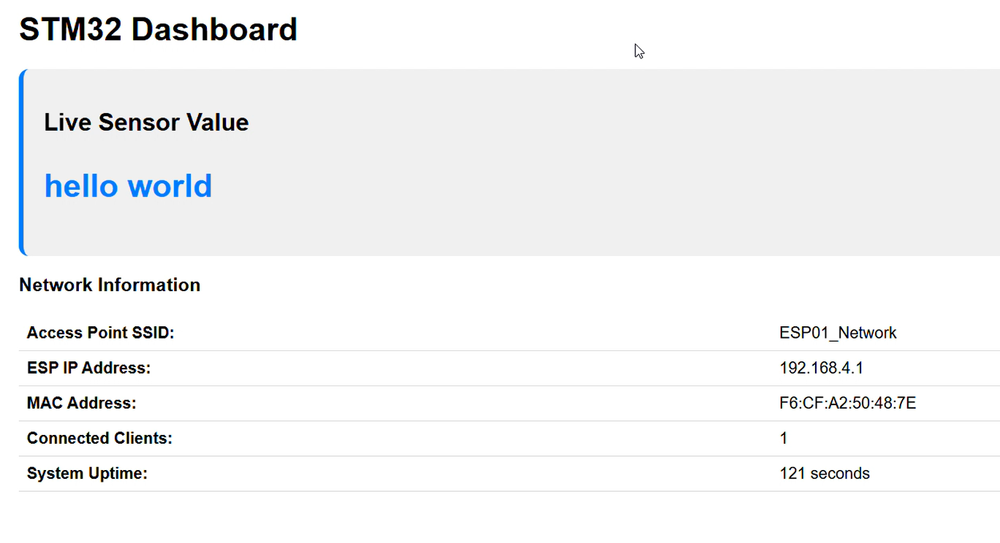 STM32 Dashboard
Live Sensor Value
hello world
Network Information
Access Point SSID: ESP01_Network
ESP IP Address: 192.168.4.1
MAC Address: F6:CF:A2:50:48:7E
Connected Clients: 1
System Uptime: 121 seconds